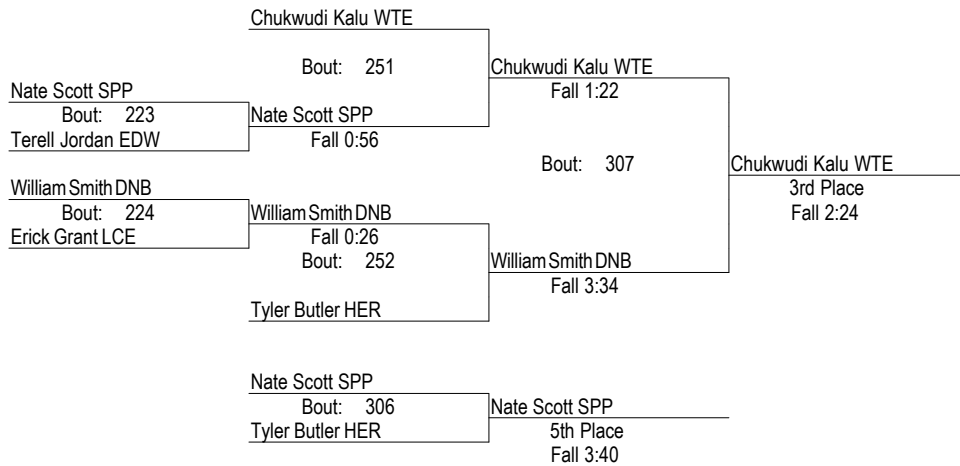 Chukwudi Kalu WTE
Bout: 251
Chukwudi Kalu WTE
Fall 1:22
Nate Scott SPP
Bout: 223
Nate Scott SPP
Terell Jordan EDW
Fall 0:56
Bout: 307
Chukwudi Kalu WTE
3rd Place
Fall 2:24
William Smith DNB
Bout: 224
William Smith DNB
Erick Grant LCE
Fall 0:26
Bout: 252
William Smith DNB
Fall 3:34
Tyler Butler HER
Nate Scott SPP
Bout: 306
Nate Scott SPP
Tyler Butler HER
5th Place
Fall 3:40